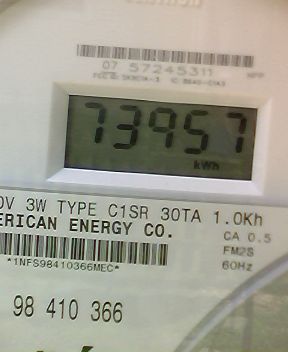 07 57245311
73957
kWh
3W TYPE C1SR 30TA 1.0Kh
ERICAN ENERGY CO.
CA 0.5
FM2S
60Hz
*1NFS98410366MEC*
98 410 366